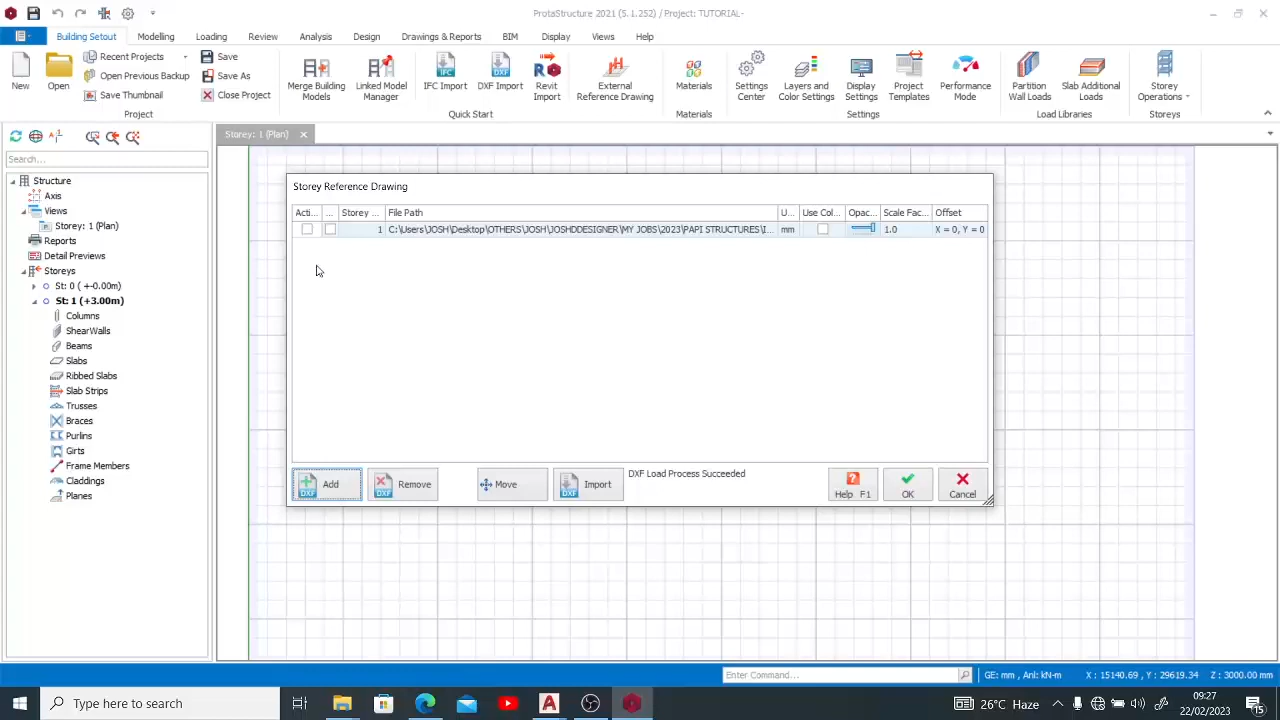 ProtaStructure 2021 (5.1.252) / Project: TUTORIAL-
Building Setout Modelling Loading Review Analysis Design Drawings & Reports BIM Display Views Help
New Open Recent Projects Open Previous Backup Save Thumbnail Save Save As Close Project
Merge Building Models Linked Model Manager IFC Import DXF Import Revit Import External Reference Drawing Materials Settings Center Layers and Color Settings Display Settings Project Templates Performance Mode Partition Wall Loads Slab Additional Loads Storey Operations
Project Quick Start Materials Settings Load Libraries Storeys
Storey: 1 (Plan)
Search...
Structure
Axis
Views
Storey: 1 (Plan)
Reports
Detail Previews
Storeys
St: 0 ( +-0.00m)
St: 1 (+3.00m)
Columns
ShearWalls
Beams
Slabs
Ribbed Slabs
Slab Strips
Trusses
Braces
Purlins
Girts
Frame Members
Claddings
Planes
Storey Reference Drawing
Acti... ... Storey ... File Path U... Use Col... Opac... Scale Fac... Offset
1 C:\Users\JOSH\Desktop\OTHERS\JOSH\JOSHDDESIGNER\MY JOBS\2023\PAPI STRUCTURES\I... mm 1.0 X = 0, Y = 0
Add Remove Move Import DXF Load Process Succeeded Help F1 OK Cancel
Enter Command... GE: mm , Anl: kN-m X : 15140.69 , Y : 29619.34 Z : 3000.00 mm
Type here to search 26°C Haze 09:27
22/02/2023 5